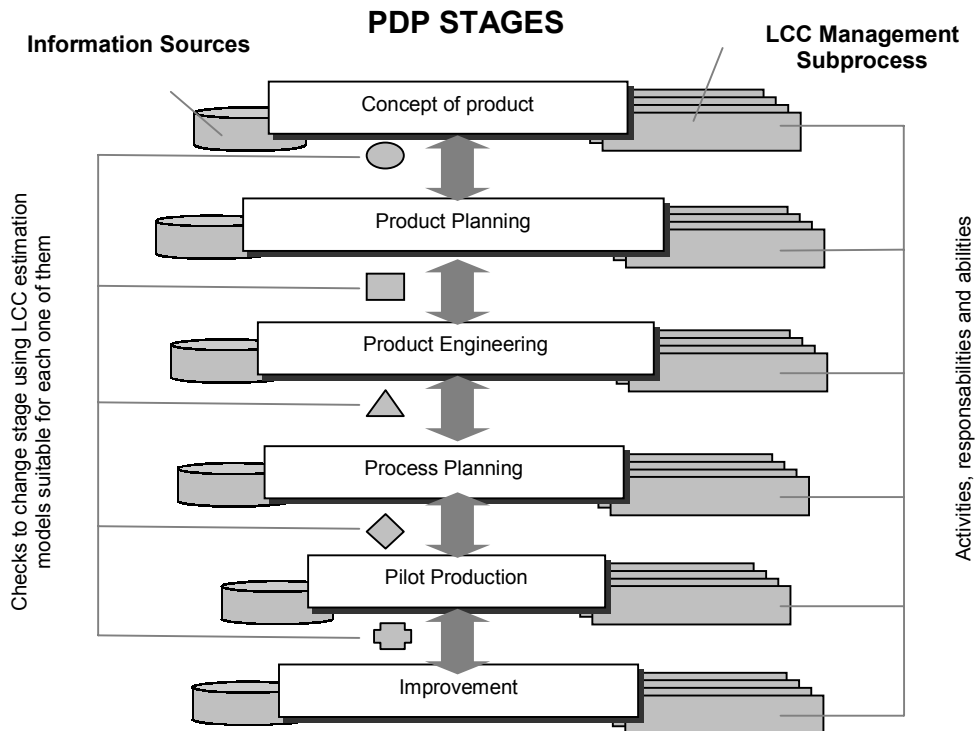 PDP STAGES
Information Sources
LCC Management
Subprocess
Concept of product
Product Planning
Product Engineering
Process Planning
Pilot Production
Improvement
Checks to change stage using LCC estimation
models suitable for each one of them
Activities, responsabilities and abilities